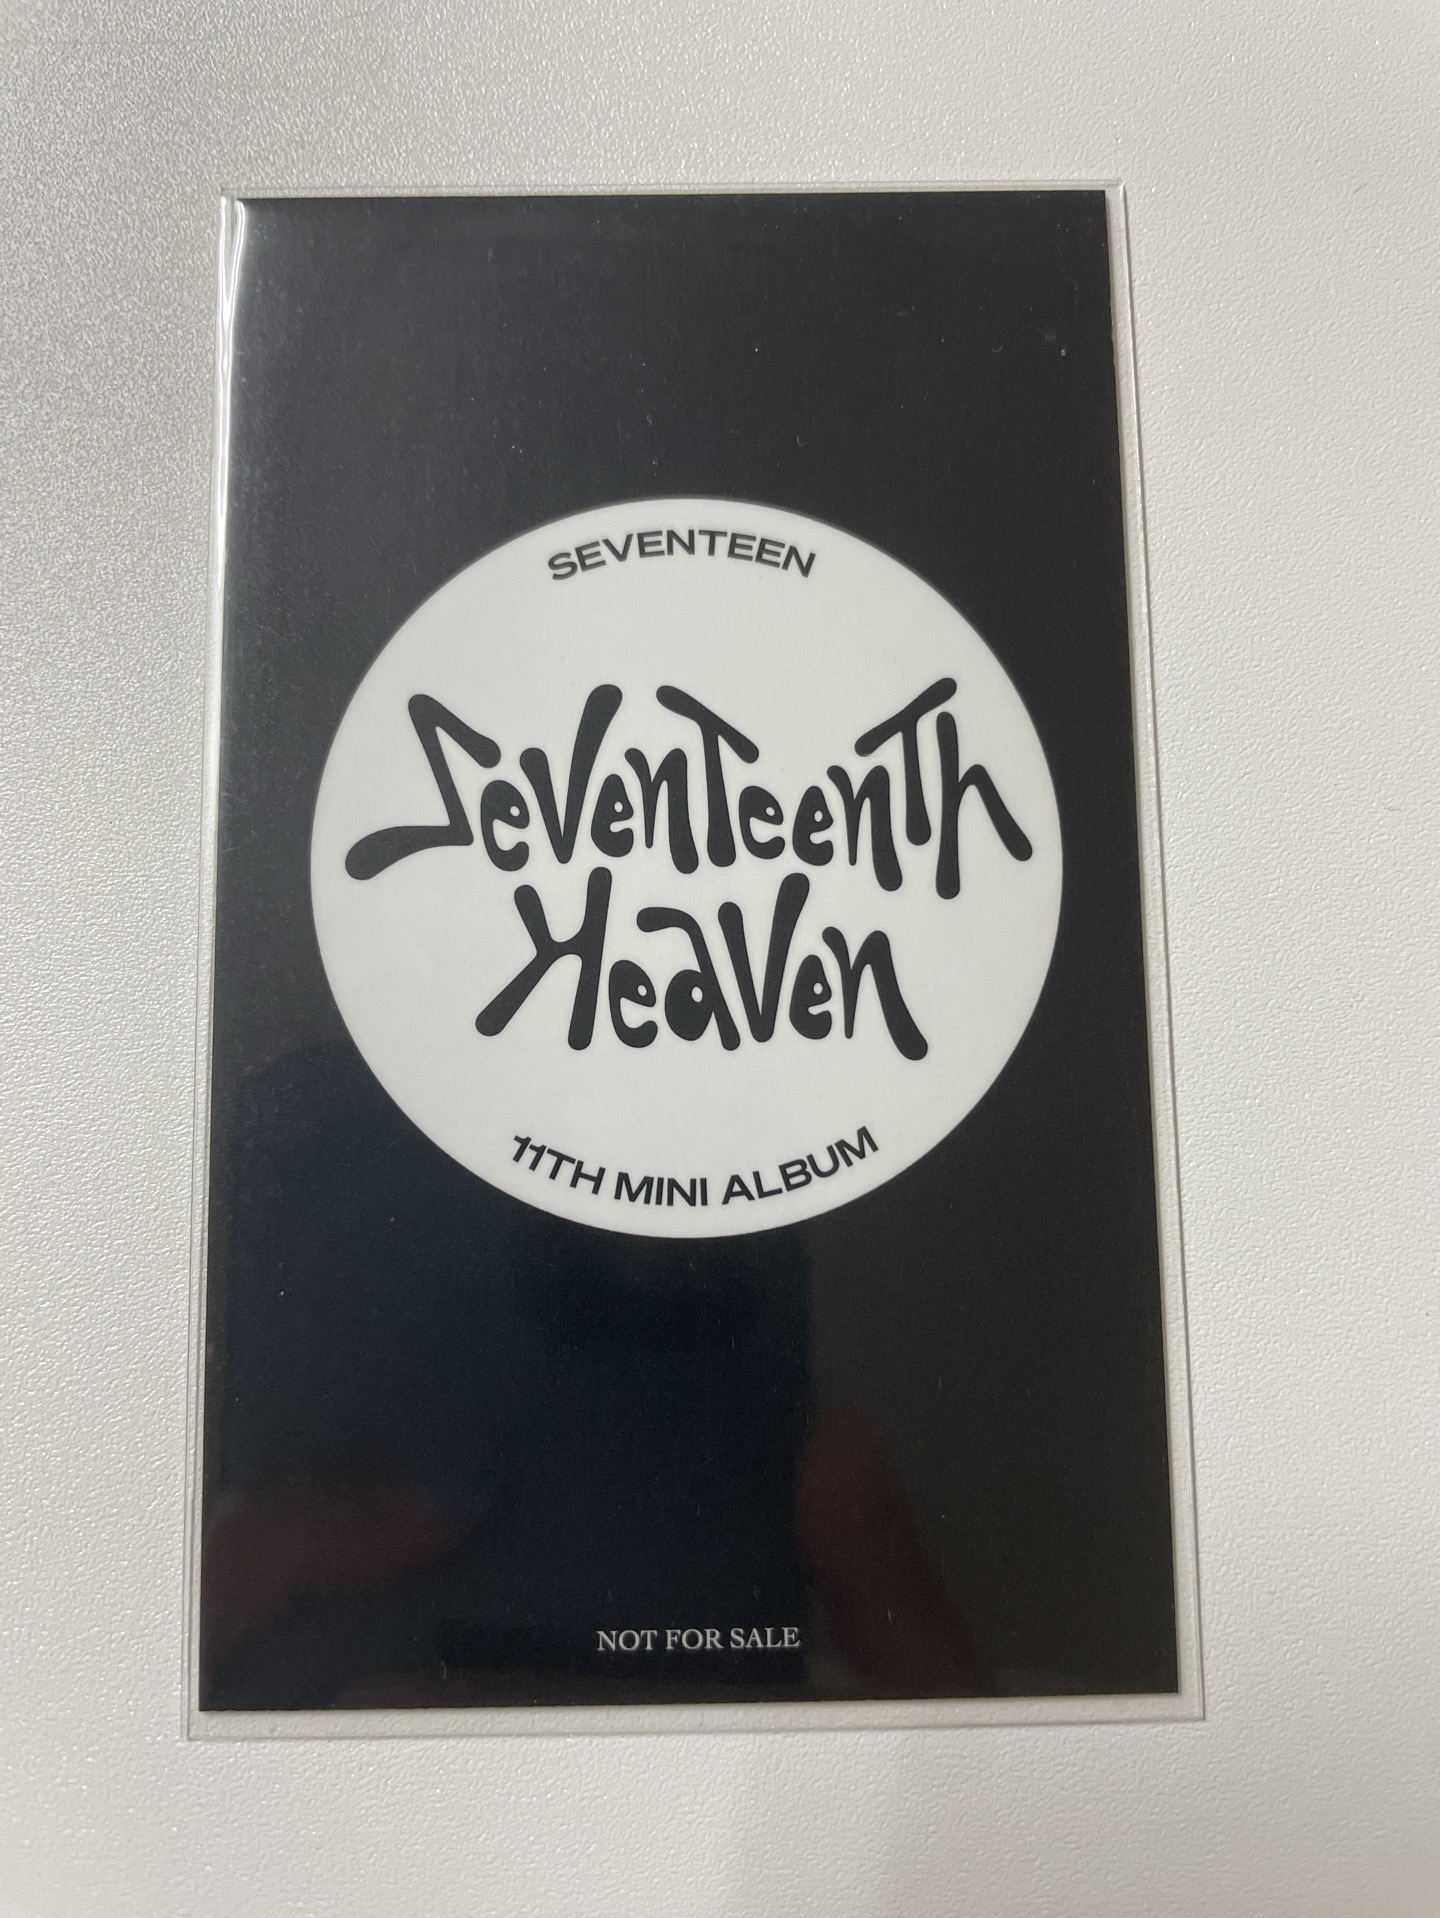 SEVENTEEN
SevenTeenTh
Heaven
11TH MINI ALBUM
NOT FOR SALE